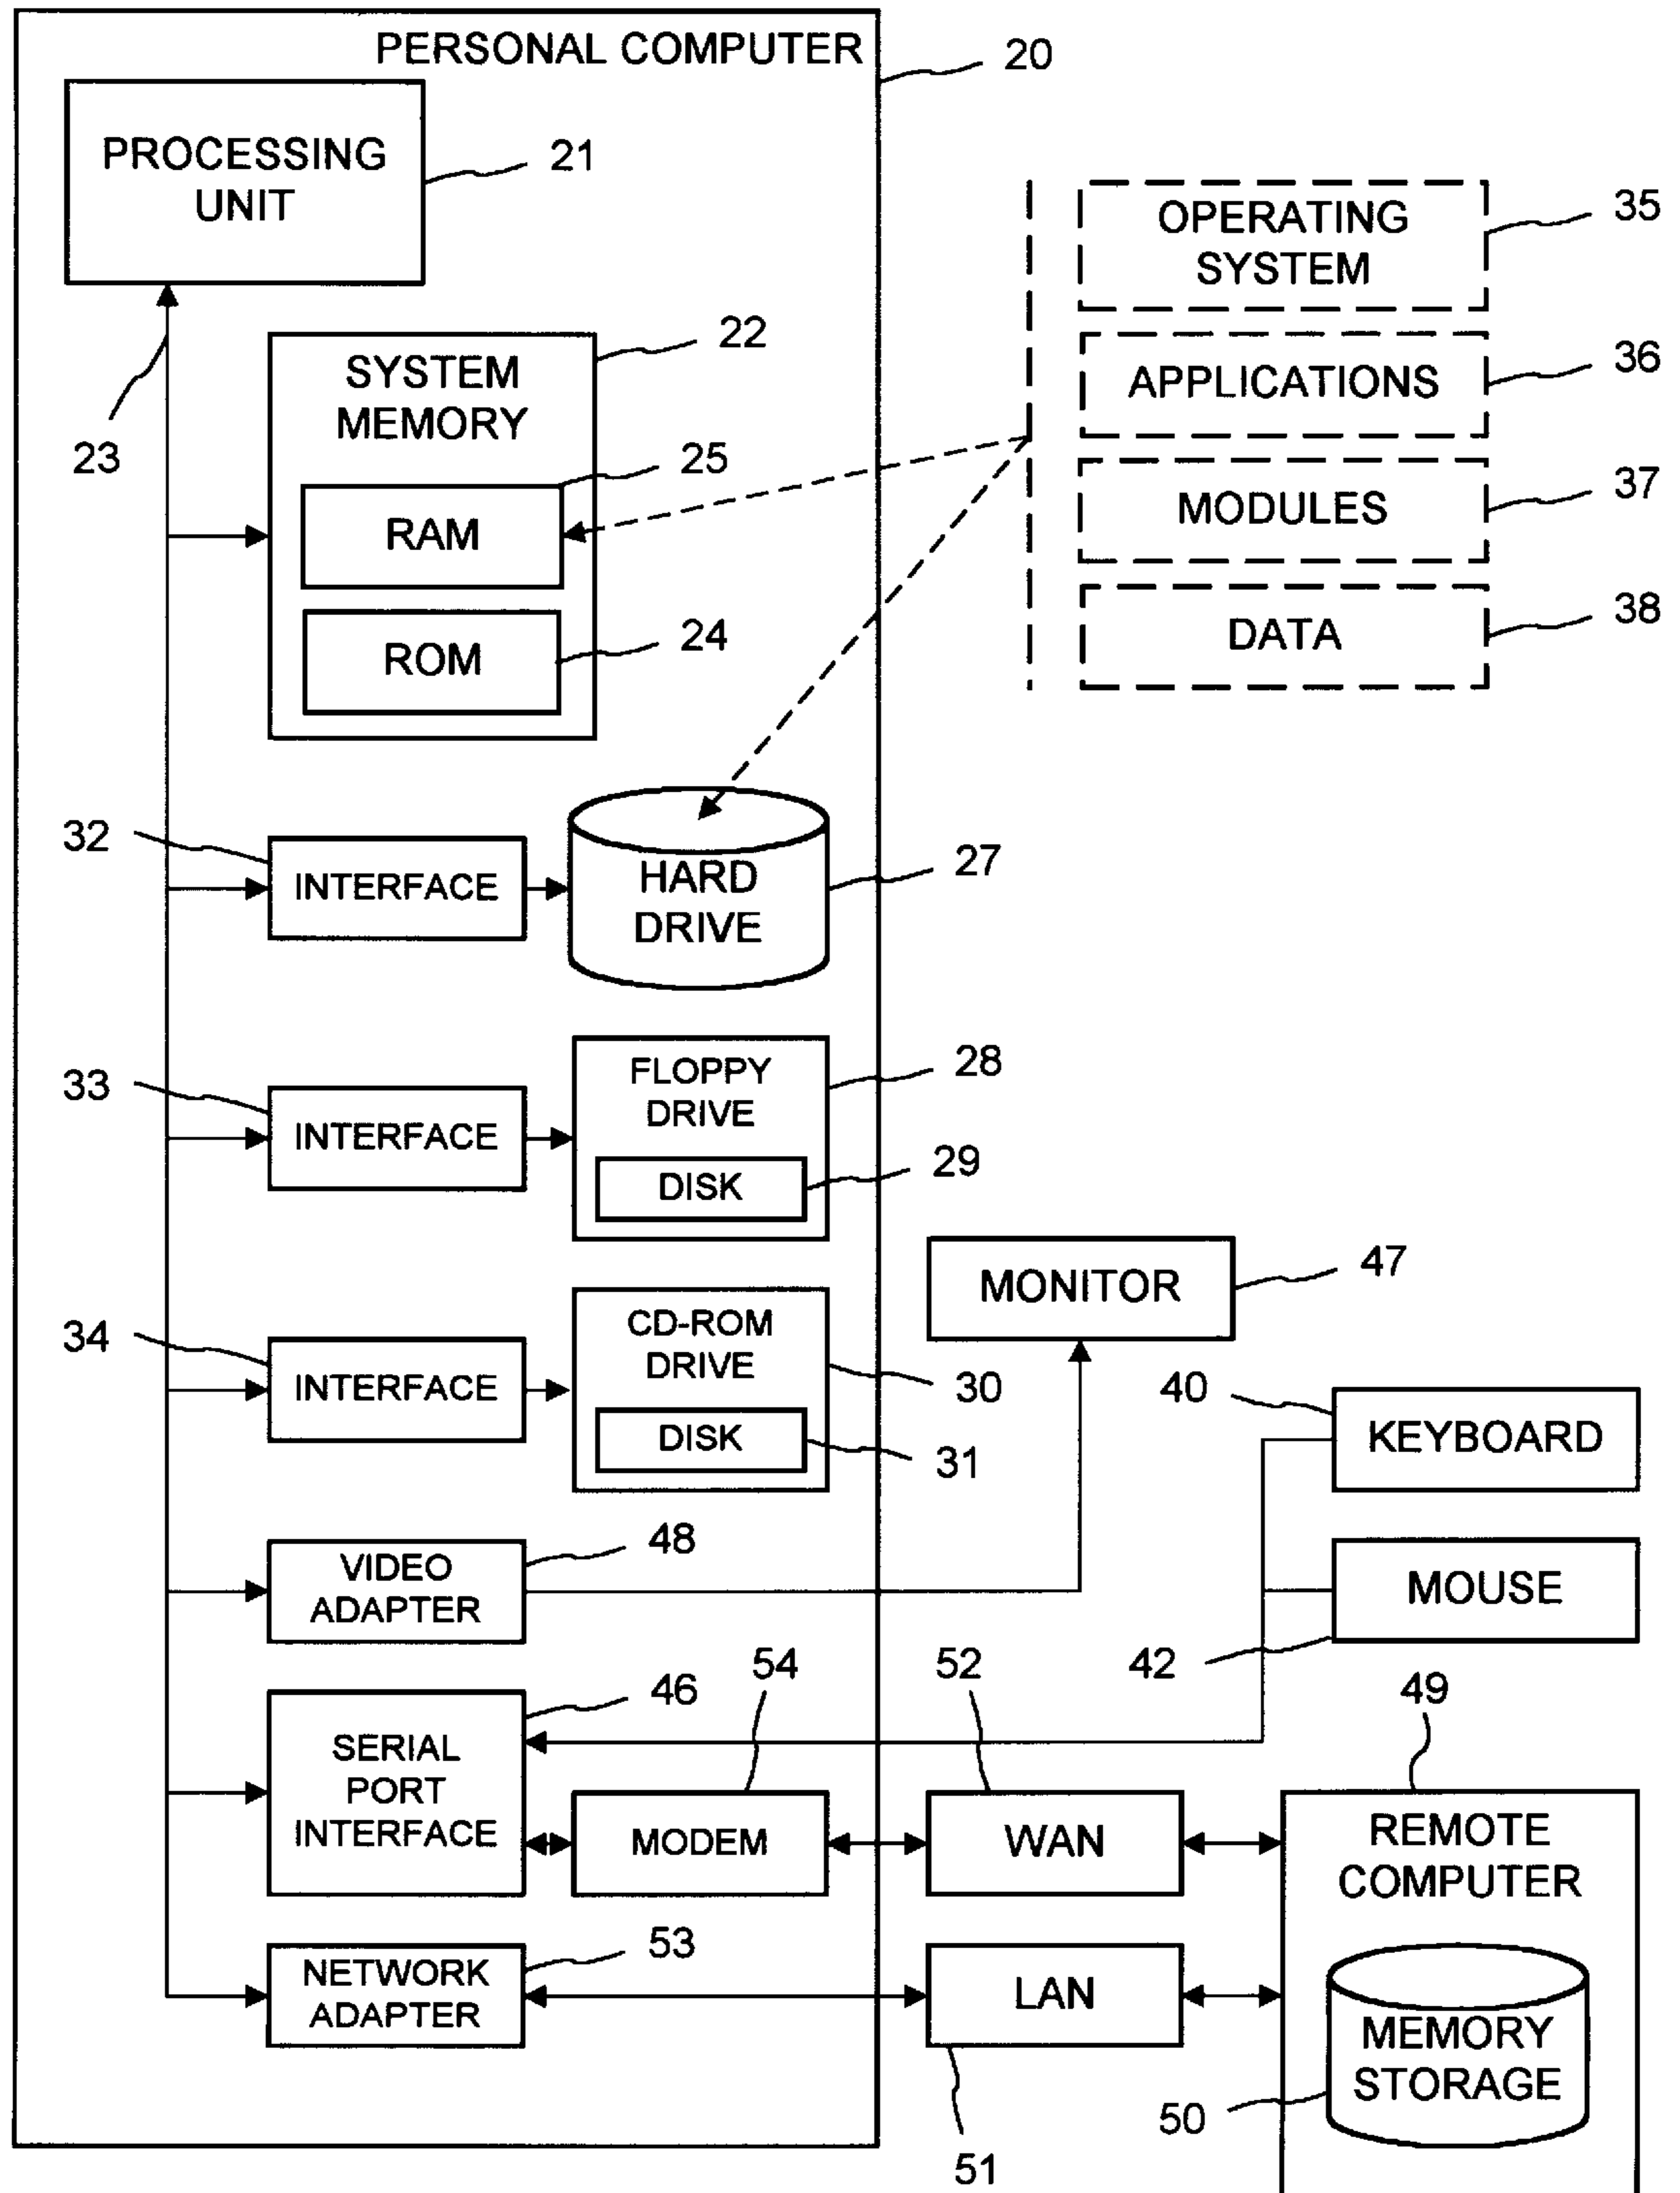 PERSONAL COMPUTER
20
PROCESSING
UNIT
21
23
SYSTEM
MEMORY
22
RAM
25
ROM
24
OPERATING
SYSTEM
35
APPLICATIONS
36
MODULES
37
DATA
38
32
INTERFACE
HARD
DRIVE
27
33
INTERFACE
FLOPPY
DRIVE
28
DISK
29
34
INTERFACE
CD-ROM
DRIVE
30
DISK
31
MONITOR
47
40
KEYBOARD
MOUSE
42
VIDEO
ADAPTER
48
SERIAL
PORT
INTERFACE
46
54
MODEM
52
WAN
49
REMOTE
COMPUTER
NETWORK
ADAPTER
53
LAN
51
MEMORY
STORAGE
50